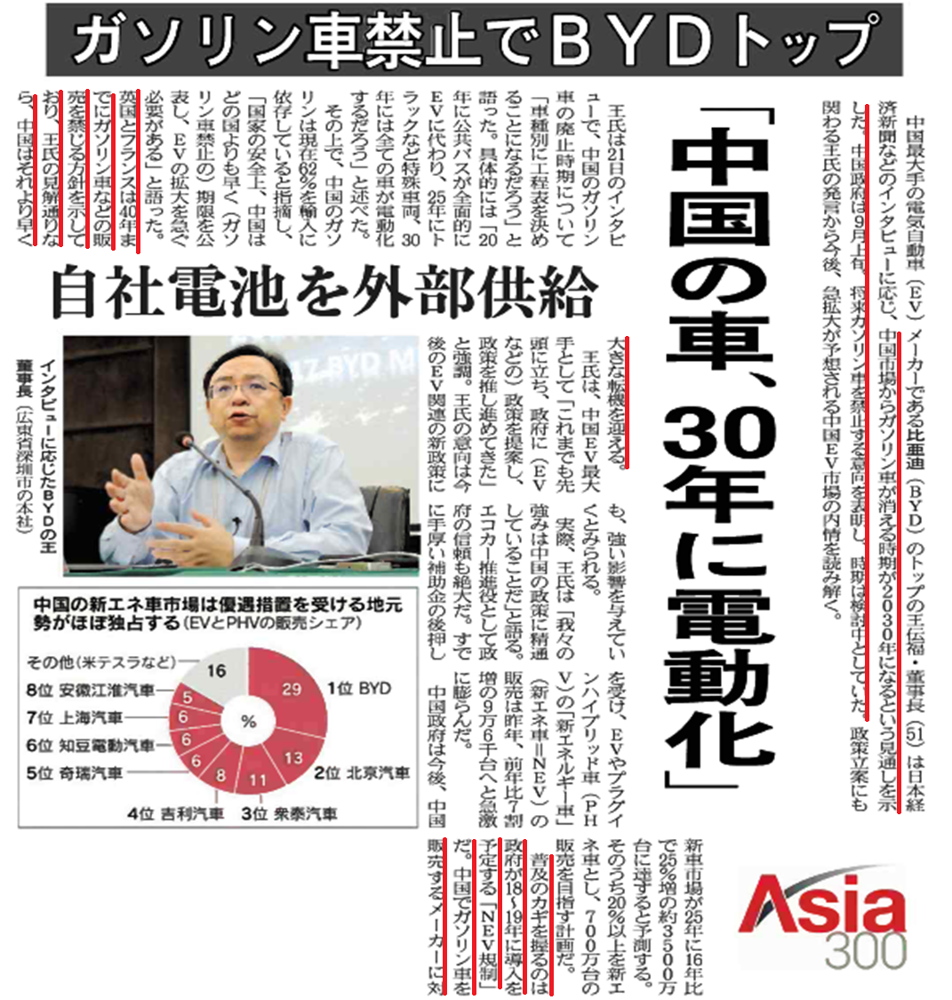 ガソリン車禁止でＢＹＤトップ
「中国の車、30年に電動化」
中国最大手の電気自動車（ＥＶ）メーカーである比亜迪（ＢＹＤ）のトップの王伝福・董事長（51）は日本経
済新聞などのインタビューに応じ、中国市場からガソリン車が消える時期が２０３０年になるという見通しを示
した。中国政府は９月上旬、将来ガソリン車を禁止する意向を表明し、時期は検討中としていた。政策立案にも
関わる王氏の発言から今後、急拡大が予想される中国ＥＶ市場の内情を読み解く。
王氏は21日のインタビ
ューで、中国のガソリン
車の廃止時期について
「車種別に工程表を決め
ることになるだろう」と
語った。具体的には「20
年に公共バスが全面的に
ＥＶに代わり、25年にト
ラックなど特殊車両、30
年には全ての車が電動化
するだろう」と述べた。
その上で、中国のガソ
リンは現在62％を輸入に
依存していると指摘し、
「国家の安全上、中国は
どの国よりも早く（ガソ
リン車禁止の）期限を公
表し、ＥＶの拡大を急ぐ
必要がある」と語った。
英国とフランスは40年ま
でにガソリン車などの販
売を禁じる方針を示して
おり、王氏の見解通りな
ら、中国はそれより早く
自社電池を外部供給
大きな転機を迎える。
王氏は、中国ＥＶ最大
手として「これまでも先
頭に立ち、政府に（ＥＶ
などの）政策を提案し、
政策を推し進めてきた」
と強調。王氏の意向は今
後のＥＶ関連の新政策に
も、強い影響を与えてい
くとみられる。
実際、王氏は「我々の
強みは中国の政策に精通
していることだ」と語る。
エコカー推進役として政
府の信頼も絶大だ。すで
に手厚い補助金の後押し
を受け、ＥＶやプラグイ
ンハイブリッド車（ＰＨ
Ｖ）の「新エネルギー車」
（新エネ車＝ＮＥＶ）の
販売は昨年、前年比７割
増の９万６千台へと急激
に膨らんだ。
中国政府は今後、中国
新車市場が25年に16年比
で25％増の約３５００万
台に達すると予測する。
そのうち20％以上を新エ
ネ車とし、７００万台の
販売を目指す計画だ。
普及のカギを握るのは
政府が18～19年に導入を
予定する「ＮＥＶ規制」
だ。中国でガソリン車を
販売するメーカーに対
インタビューに応じたＢＹＤの王
董事長（広東省深圳市の本社）
17-BYD M
中国の新エネ車市場は優遇措置を受ける地元
勢がほぼ独占する（EVとPHVの販売シェア）
％
1位 BYD 29
2位 北京汽車 13
3位 衆泰汽車 11
4位 吉利汽車 8
5位 奇瑞汽車 6
6位 知豆電動汽車 6
7位 上海汽車 6
8位 安徽江淮汽車 5
その他（米テスラなど） 16
Asia
300